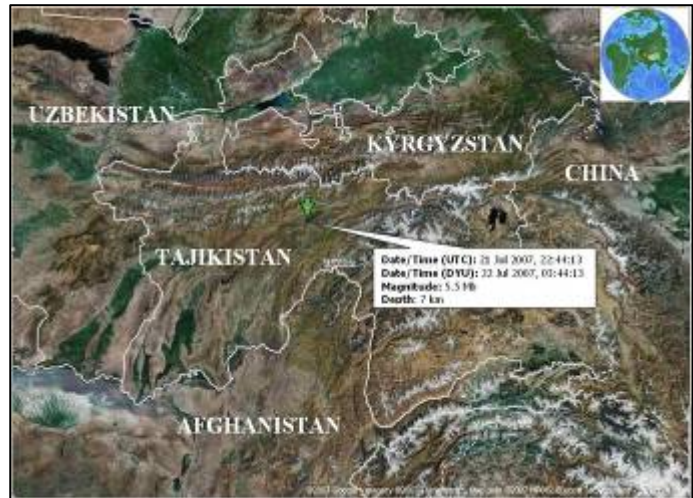 UZBEKISTAN
KYRGYZSTAN
CHINA
TAJIKISTAN
Date/Time (UTC): 21 Jul 2007, 22:44:13
Date/Time (DYU): 22 Jul 2007, 03:44:13
Magnitude: 5.5 Mb
Depth: 7 km
AFGHANISTAN